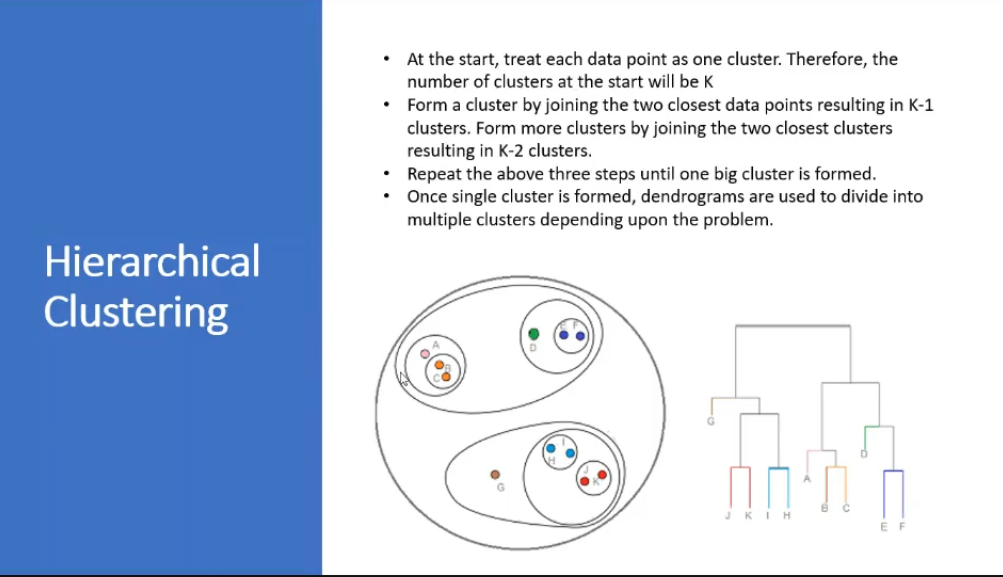 Hierarchical
Clustering
• At the start, treat each data point as one cluster. Therefore, the
number of clusters at the start will be K
• Form a cluster by joining the two closest data points resulting in K-1
clusters. Form more clusters by joining the two closest clusters
resulting in K-2 clusters.
• Repeat the above three steps until one big cluster is formed.
• Once single cluster is formed, dendrograms are used to divide into
multiple clusters depending upon the problem.
A
B
C
D
E F
G
H
I
J
K
G
J K I H
A
B C
D
E F